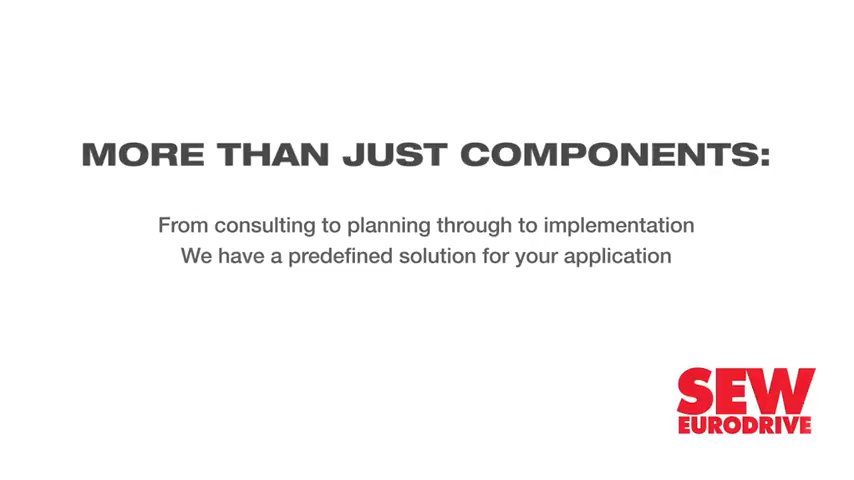 MORE THAN JUST COMPONENTS:
From consulting to planning through to implementation
We have a predefined solution for your application
SEW
EURODRIVE